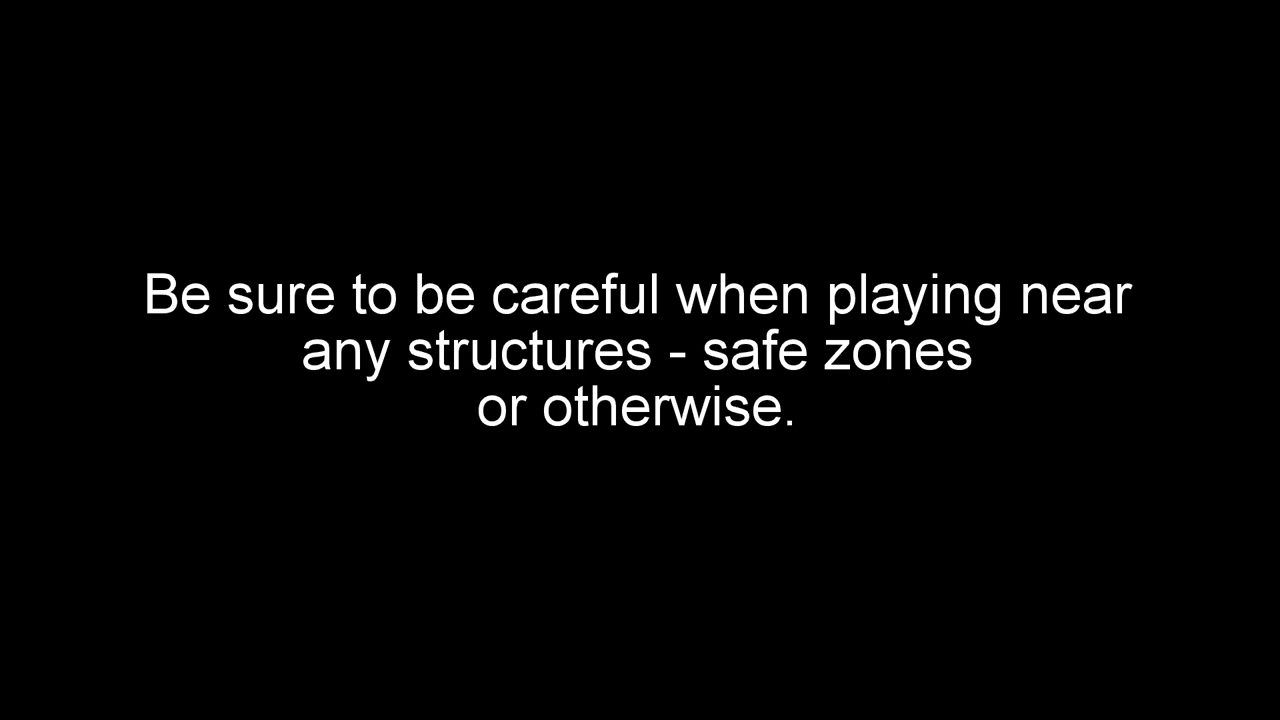 Be sure to be careful when playing near
any structures - safe zones
or otherwise.